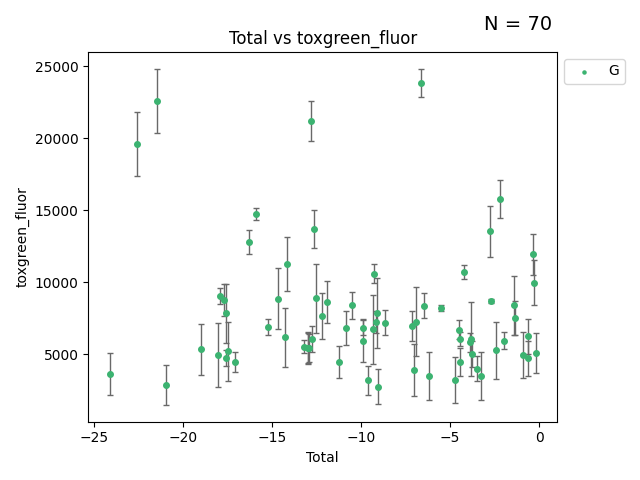 N = 70
Total vs toxgreen_fluor
G
25000
20000
15000
10000
5000
toxgreen_fluor
−25 −20 −15 −10 −5 0
Total